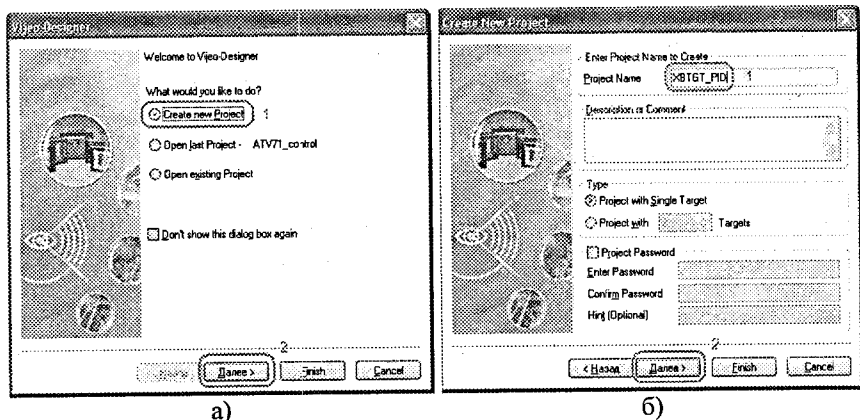 Vijeo-Designer
Welcome to Vijeo-Designer
What would you like to do?
Create new Project 1
Open last Project - ATV71_control
Open existing Project
Don't show this dialog box again
2
Далее > Finish Cancel
а)
Create New Project
Enter Project Name to Create
Project Name XBTGT_PID 1
Description or Comment
Type
Project with Single Target
Project with Targets
Project Password
Enter Password
Confirm Password
Hint (Optional)
2
< Назад Далее > Finish Cancel
б)